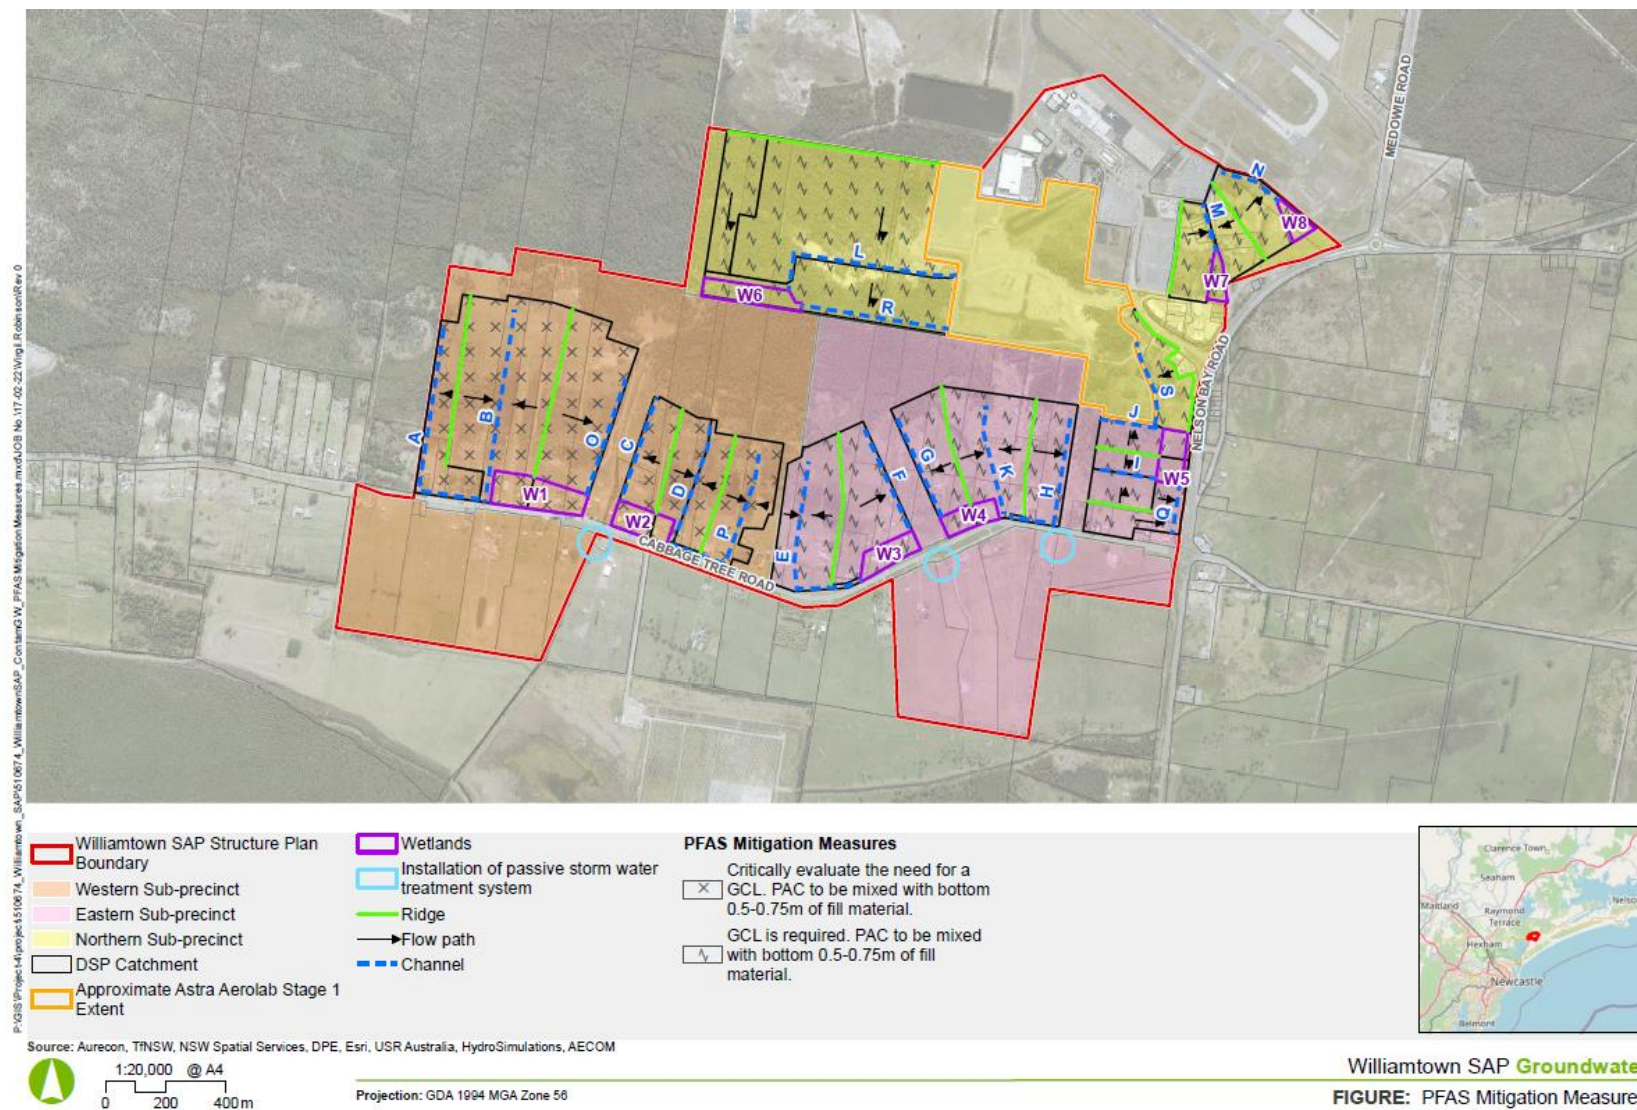 MEDOWIE ROAD
N
M
W8
W7
L
W6
R
NELSON BAY ROAD
S
J
A
B
O
C
D
P
E
F
G
K
H
I
W5
Q
W1
W2
W3
W4
CABBAGE TREE ROAD
Williamtown SAP Structure Plan
Boundary
Western Sub-precinct
Eastern Sub-precinct
Northern Sub-precinct
DSP Catchment
Approximate Astra Aerolab Stage 1
Extent
Wetlands
Installation of passive storm water
treatment system
Ridge
Flow path
Channel
PFAS Mitigation Measures
Critically evaluate the need for a
GCL. PAC to be mixed with bottom
0.5-0.75m of fill material.
GCL is required. PAC to be mixed
with bottom 0.5-0.75m of fill
material.
Clarence Town
Seaham
Maitland
Raymond
Terrace
Nelso
Hexham
Newcastle
Belmont
Source: Aurecon, TfNSW, NSW Spatial Services, DPE, Esri, USR Australia, HydroSimulations, AECOM
1:20,000 @ A4
0 200 400 m
Projection: GDA 1994 MGA Zone 56
Williamtown SAP Groundwate
FIGURE: PFAS Mitigation Measure